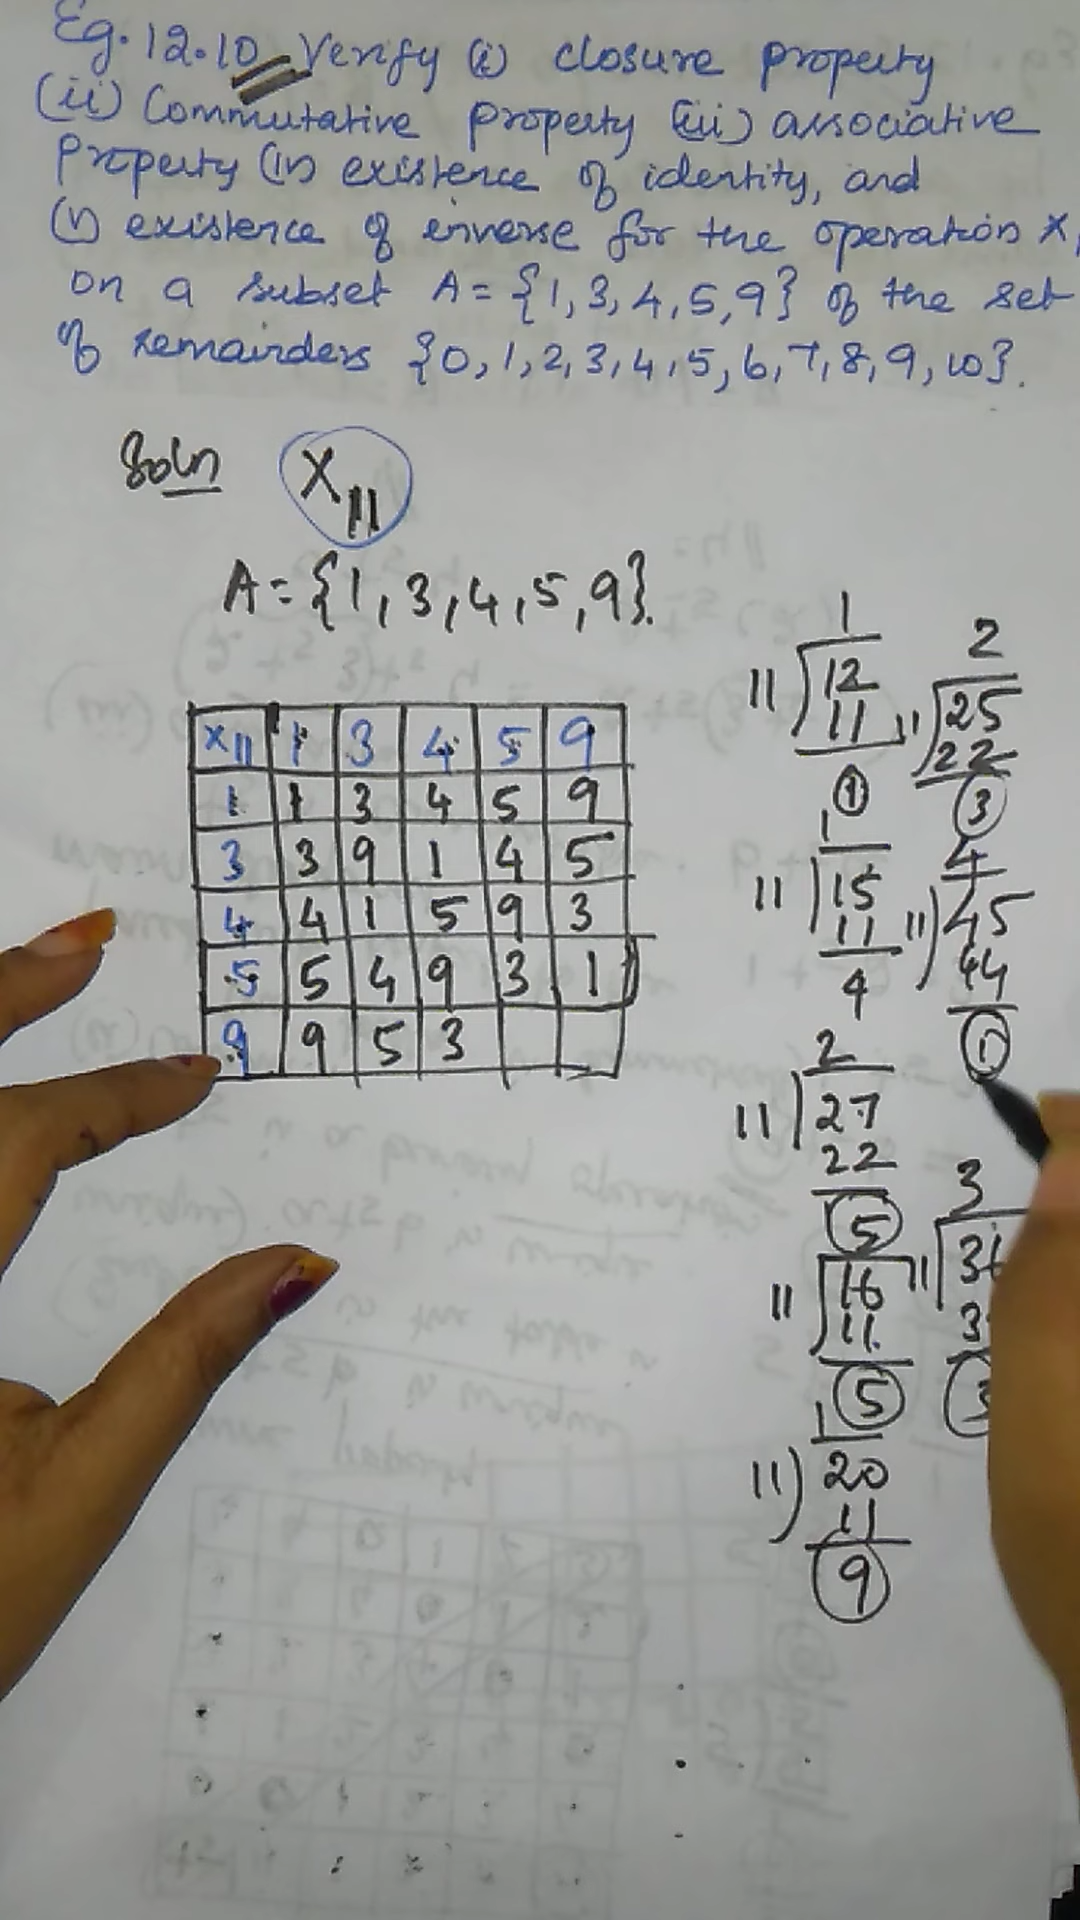 Eg. 12.10 Verify (i) closure property
(ii) Commutative property (iii) associative
Property (iv) existence of identity, and
(v) existence of inverse for the operation ×
on a subset A = {1, 3, 4, 5, 9} of the set
of remainders {0, 1, 2, 3, 4, 5, 6, 7, 8, 9, 10}.
Soln ×11
A = {1, 3, 4, 5, 9}.
×11 1 3 4 5 9
1 1 3 4 5 9
3 3 9 1 4 5
4 4 1 5 9 3
5 5 4 9 3 1
9 9 5 3
1
11 12
11
1
2
11 25
22
3
1
11 15
11
4
4
11 45
44
1
2
11 27
22
5
3
11 36
3
3
11 16
11
5
1
11 20
11
9